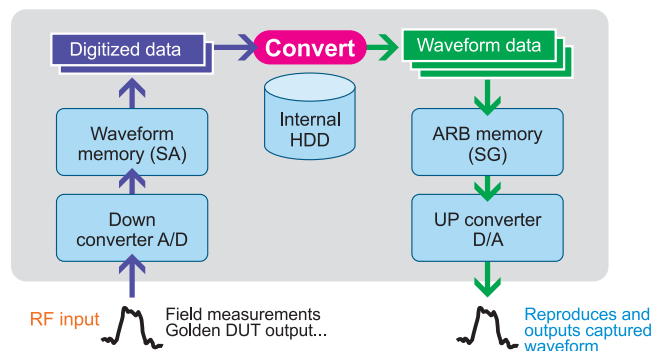 Digitized data
Convert
Waveform data
Waveform
memory (SA)
Internal
HDD
ARB memory
(SG)
Down
converter A/D
UP converter
D/A
RF input
Field measurements
Golden DUT output...
Reproduces and
outputs captured
waveform